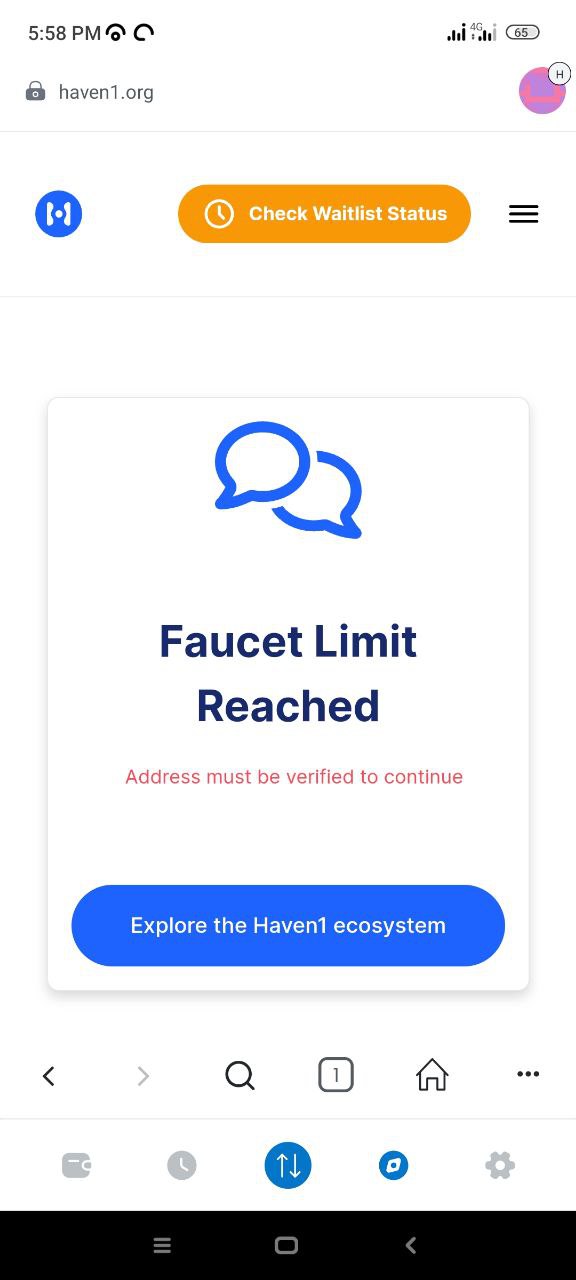 5:58 PM
4G
65
haven1.org
H
Check Waitlist Status
Faucet Limit
Reached
Address must be verified to continue
Explore the Haven1 ecosystem
1